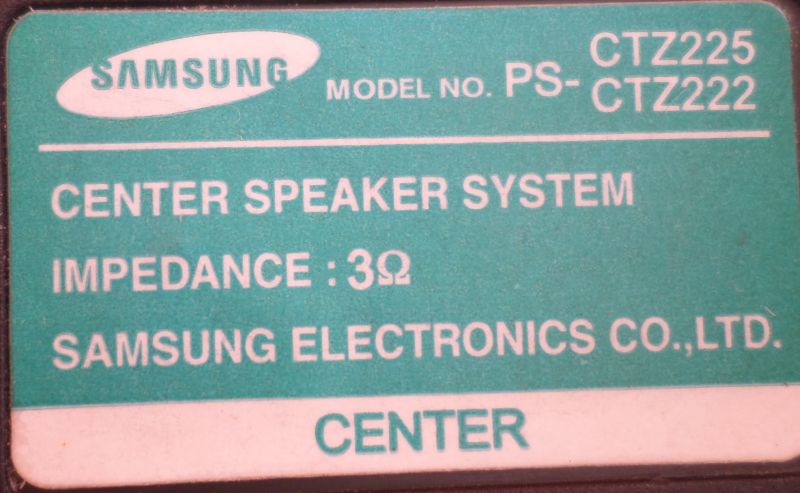 SAMSUNG
MODEL NO. PS-
CTZ225
CTZ222
CENTER SPEAKER SYSTEM
IMPEDANCE : 3Ω
SAMSUNG ELECTRONICS CO.,LTD.
CENTER